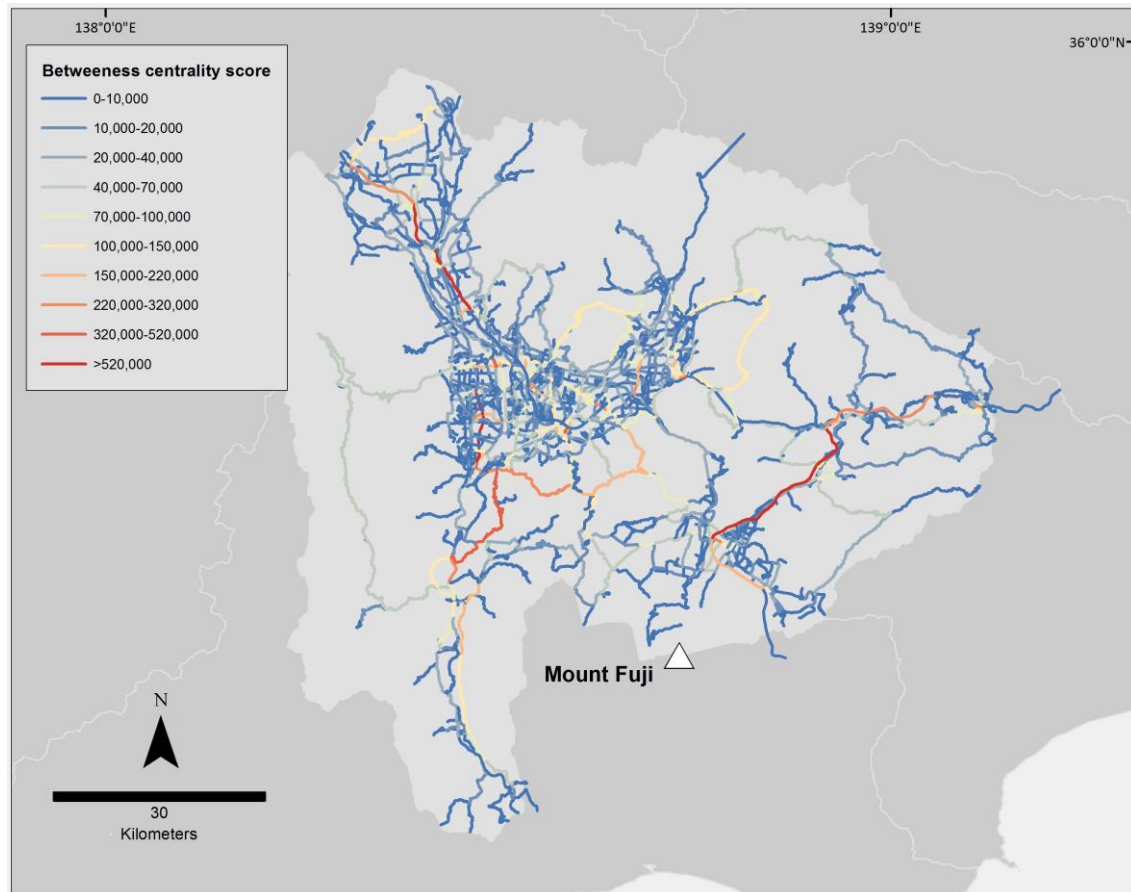 138°0'0"E
139°0'0"E
36°0'0"N
Betweeness centrality score
0-10,000
10,000-20,000
20,000-40,000
40,000-70,000
70,000-100,000
100,000-150,000
150,000-220,000
220,000-320,000
320,000-520,000
>520,000
Mount Fuji
N
30
Kilometers